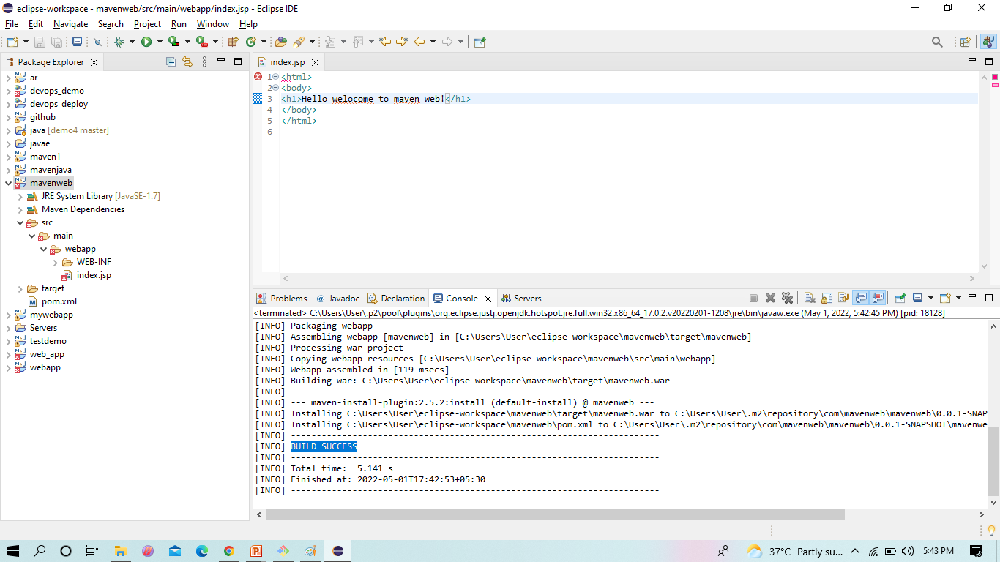 eclipse-workspace - mavenweb/src/main/webapp/index.jsp - Eclipse IDE
File Edit Navigate Search Project Run Window Help
Package Explorer
ar
devops_demo
devops_deploy
github
java [demo4 master]
javae
maven1
mavenjava
mavenweb
JRE System Library [JavaSE-1.7]
Maven Dependencies
src
main
webapp
WEB-INF
index.jsp
target
pom.xml
mywebapp
Servers
testdemo
web_app
webapp
index.jsp
1 <html>
2 <body>
3 <h1>Hello welocome to maven web!</h1>
4 </body>
5 </html>
6
Problems @ Javadoc Declaration Console Servers
<terminated> C:\Users\User\.p2\pool\plugins\org.eclipse.justj.openjdk.hotspot.jre.full.win32.x86_64_17.0.2.v20220201-1208\jre\bin\javaw.exe (May 1, 2022, 5:42:45 PM) [pid: 18128]
[INFO] Packaging webapp
[INFO] Assembling webapp [mavenweb] in [C:\Users\User\eclipse-workspace\mavenweb\target\mavenweb]
[INFO] Processing war project
[INFO] Copying webapp resources [C:\Users\User\eclipse-workspace\mavenweb\src\main\webapp]
[INFO] Webapp assembled in [119 msecs]
[INFO] Building war: C:\Users\User\eclipse-workspace\mavenweb\target\mavenweb.war
[INFO]
[INFO] --- maven-install-plugin:2.5.2:install (default-install) @ mavenweb ---
[INFO] Installing C:\Users\User\eclipse-workspace\mavenweb\target\mavenweb.war to C:\Users\User\.m2\repository\com\mavenweb\mavenweb\0.0.1-SNAP
[INFO] Installing C:\Users\User\eclipse-workspace\mavenweb\pom.xml to C:\Users\User\.m2\repository\com\mavenweb\mavenweb\0.0.1-SNAPSHOT\mavenwe
[INFO] ------------------------------------------------------------------------
[INFO] BUILD SUCCESS
[INFO] ------------------------------------------------------------------------
[INFO] Total time:  5.141 s
[INFO] Finished at: 2022-05-01T17:42:53+05:30
[INFO] ------------------------------------------------------------------------
37°C Partly su... 5:43 PM